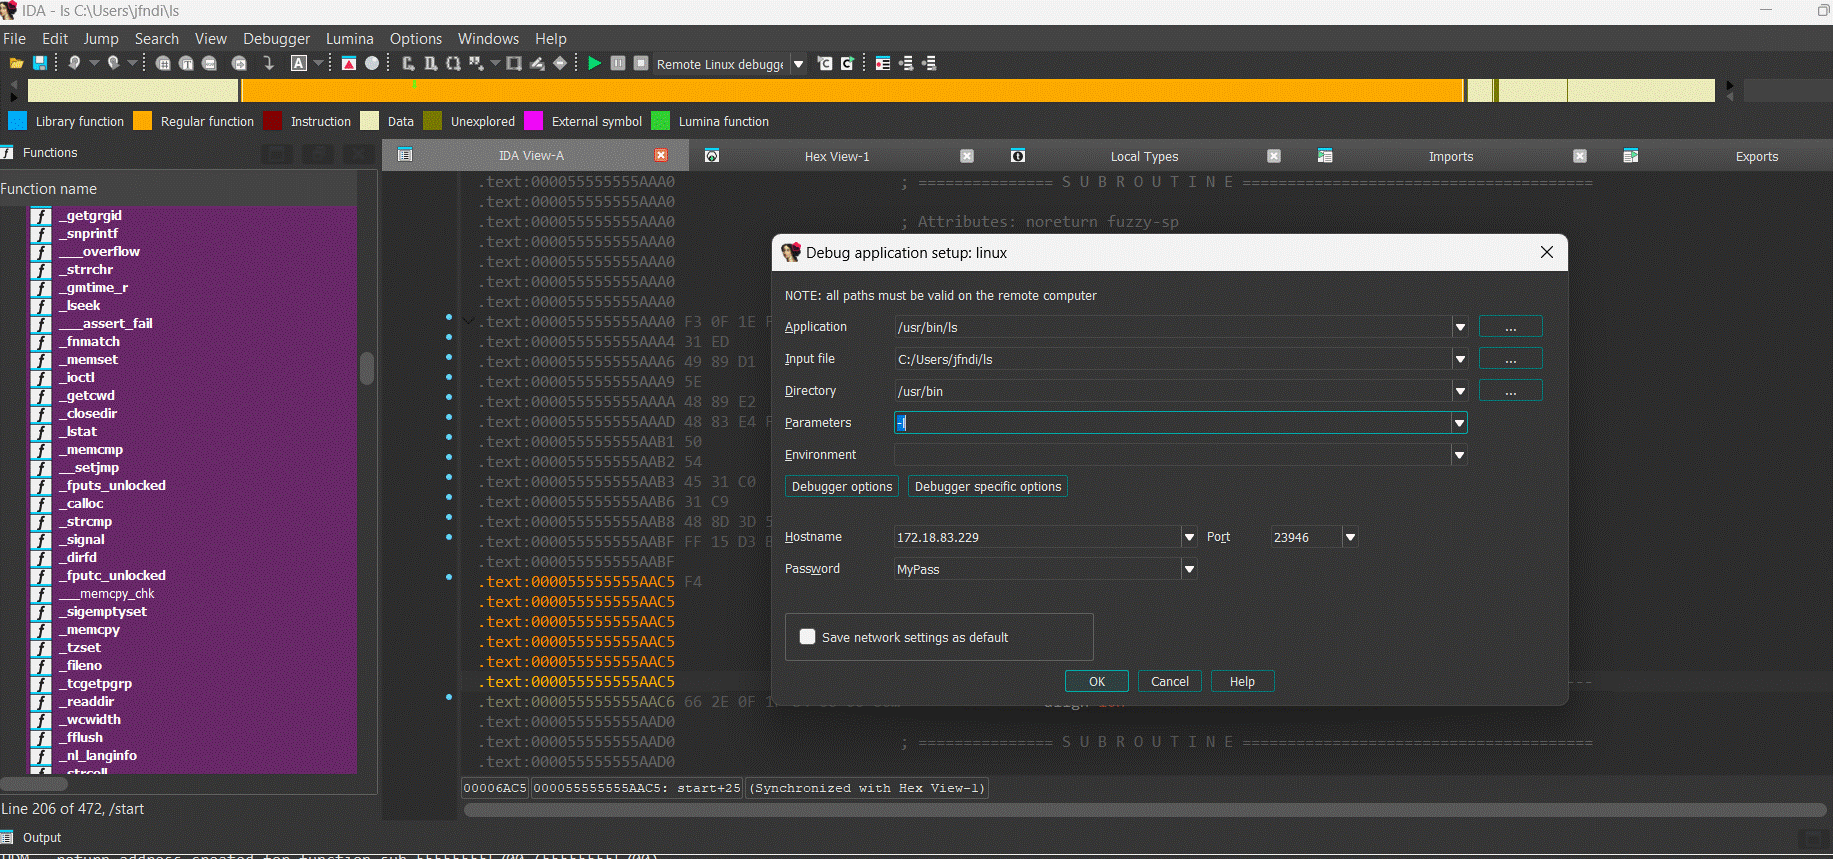 IDA - ls C:\Users\jfndi\ls
File Edit Jump Search View Debugger Lumina Options Windows Help
A Remote Linux debugge
Library function Regular function Instruction Data Unexplored External symbol Lumina function
Functions
IDA View-A Hex View-1 Local Types Imports Exports
Function name
_getgrgid
_snprintf
___overflow
_strrchr
_gmtime_r
_lseek
___assert_fail
_fnmatch
_memset
_ioctl
_getcwd
_closedir
_lstat
_memcmp
__setjmp
_fputs_unlocked
_calloc
_strcmp
_signal
_dirfd
_fputc_unlocked
___memcpy_chk
_sigemptyset
_memcpy
_tzset
_fileno
_tcgetpgrp
_readdir
_wcwidth
_fflush
_nl_langinfo
_strcoll
Line 206 of 472, /start
.text:000055555555AAA0 ; =============== S U B R O U T I N E =======================================
.text:000055555555AAA0
.text:000055555555AAA0 ; Attributes: noreturn fuzzy-sp
.text:000055555555AAA0
.text:000055555555AAA0
.text:000055555555AAA0
.text:000055555555AAA0
.text:000055555555AAA0 F3 0F 1E
.text:000055555555AAA4 31 ED
.text:000055555555AAA6 49 89 D1
.text:000055555555AAA9 5E
.text:000055555555AAAA 48 89 E2
.text:000055555555AAAD 48 83 E4
.text:000055555555AAB1 50
.text:000055555555AAB2 54
.text:000055555555AAB3 45 31 C0
.text:000055555555AAB6 31 C9
.text:000055555555AAB8 48 8D 3D
.text:000055555555AABF FF 15 D3
.text:000055555555AABF
.text:000055555555AAC5 F4
.text:000055555555AAC5
.text:000055555555AAC5
.text:000055555555AAC5
.text:000055555555AAC5
.text:000055555555AAC5
.text:000055555555AAC6 66 2E 0F
.text:000055555555AAD0
.text:000055555555AAD0 ; =============== S U B R O U T I N E =======================================
.text:000055555555AAD0
00006AC5 000055555555AAC5: start+25 (Synchronized with Hex View-1)
Debug application setup: linux
NOTE: all paths must be valid on the remote computer
Application /usr/bin/ls ...
Input file C:/Users/jfndi/ls ...
Directory /usr/bin ...
Parameters -l
Environment
Debugger options Debugger specific options
Hostname 172.18.83.229 Port 23946
Password MyPass
Save network settings as default
OK Cancel Help
Output